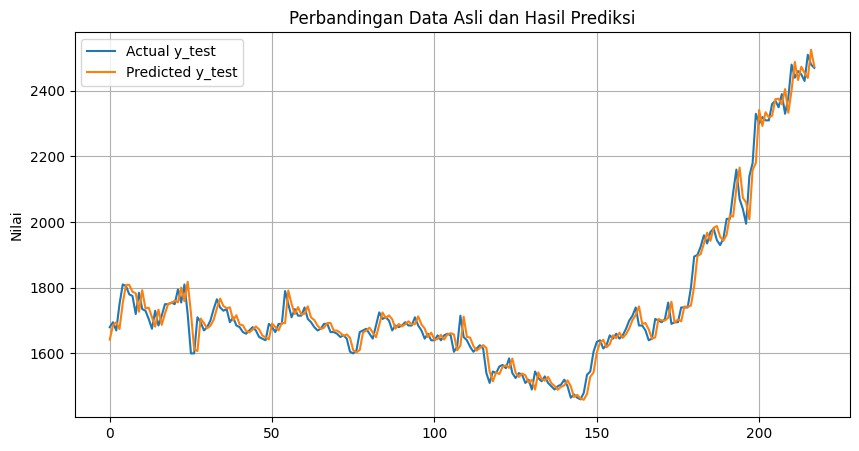 Perbandingan Data Asli dan Hasil Prediksi
Actual y_test
Predicted y_test
Nilai
2400
2200
2000
1800
1600
0 50 100 150 200